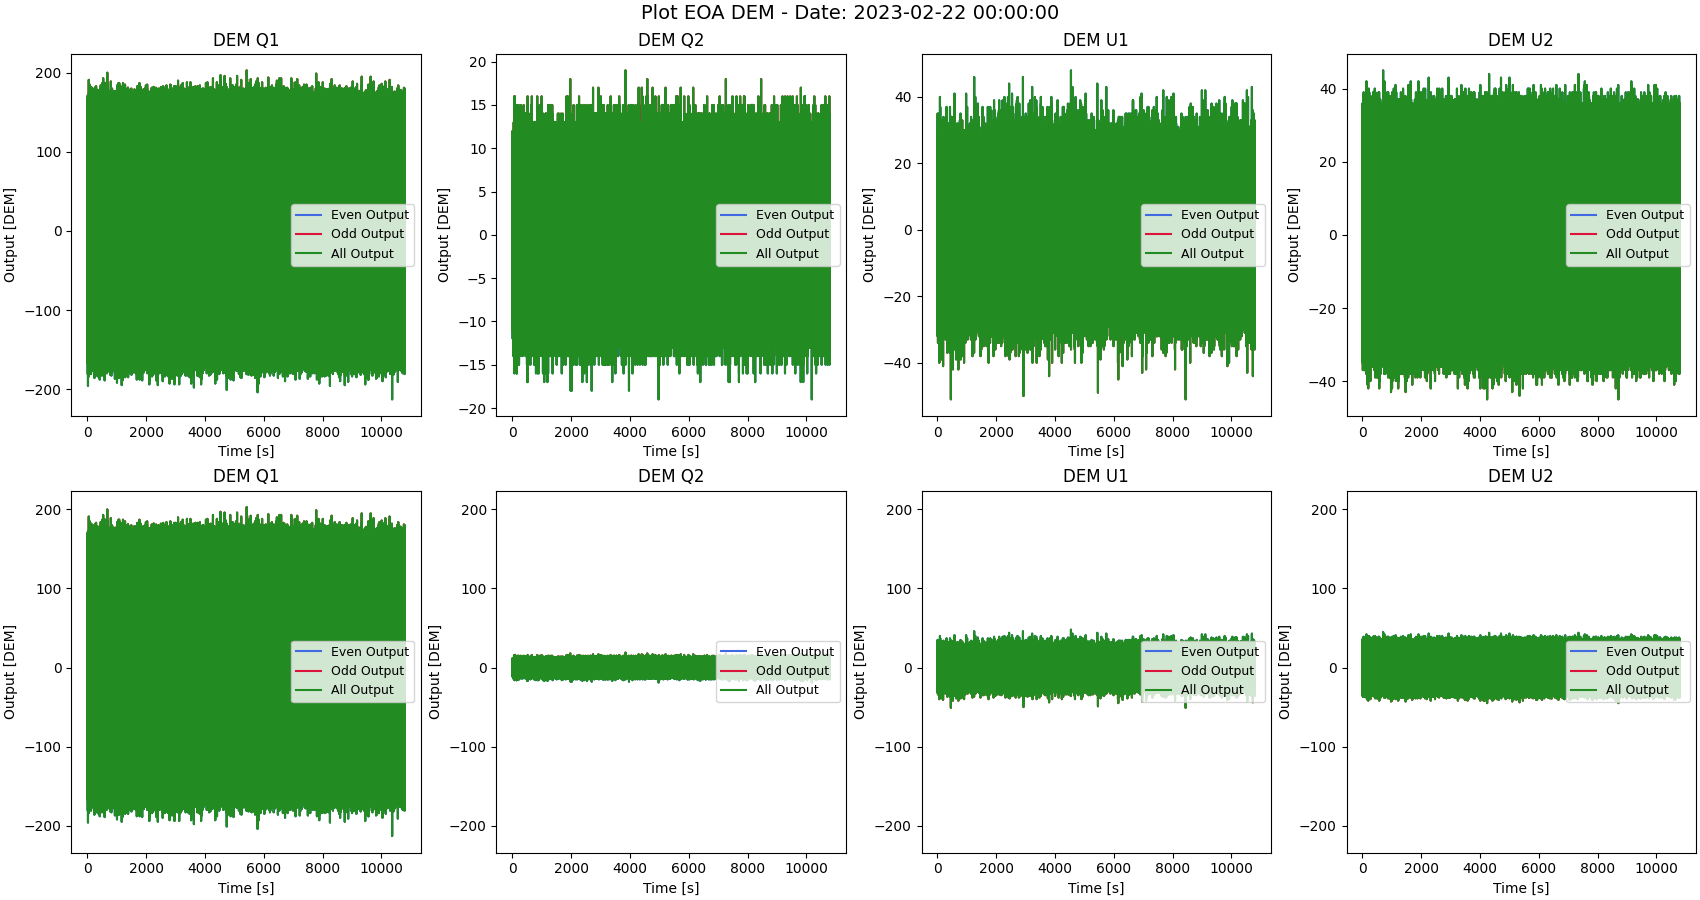 Plot EOA DEM - Date: 2023-02-22 00:00:00
DEM Q1
200
100
0
−100
−200
Output [DEM]
0 2000 4000 6000 8000 10000
Time [s]
Even Output
Odd Output
All Output
DEM Q2
20
15
10
5
0
−5
−10
−15
−20
Output [DEM]
0 2000 4000 6000 8000 10000
Time [s]
Even Output
Odd Output
All Output
DEM U1
40
20
0
−20
−40
Output [DEM]
0 2000 4000 6000 8000 10000
Time [s]
Even Output
Odd Output
All Output
DEM U2
40
20
0
−20
−40
Output [DEM]
0 2000 4000 6000 8000 10000
Time [s]
Even Output
Odd Output
All Output
DEM Q1
200
100
0
−100
−200
Output [DEM]
0 2000 4000 6000 8000 10000
Time [s]
Even Output
Odd Output
All Output
DEM Q2
200
100
0
−100
−200
Output [DEM]
0 2000 4000 6000 8000 10000
Time [s]
Even Output
Odd Output
All Output
DEM U1
200
100
0
−100
−200
Output [DEM]
0 2000 4000 6000 8000 10000
Time [s]
Even Output
Odd Output
All Output
DEM U2
200
100
0
−100
−200
Output [DEM]
0 2000 4000 6000 8000 10000
Time [s]
Even Output
Odd Output
All Output